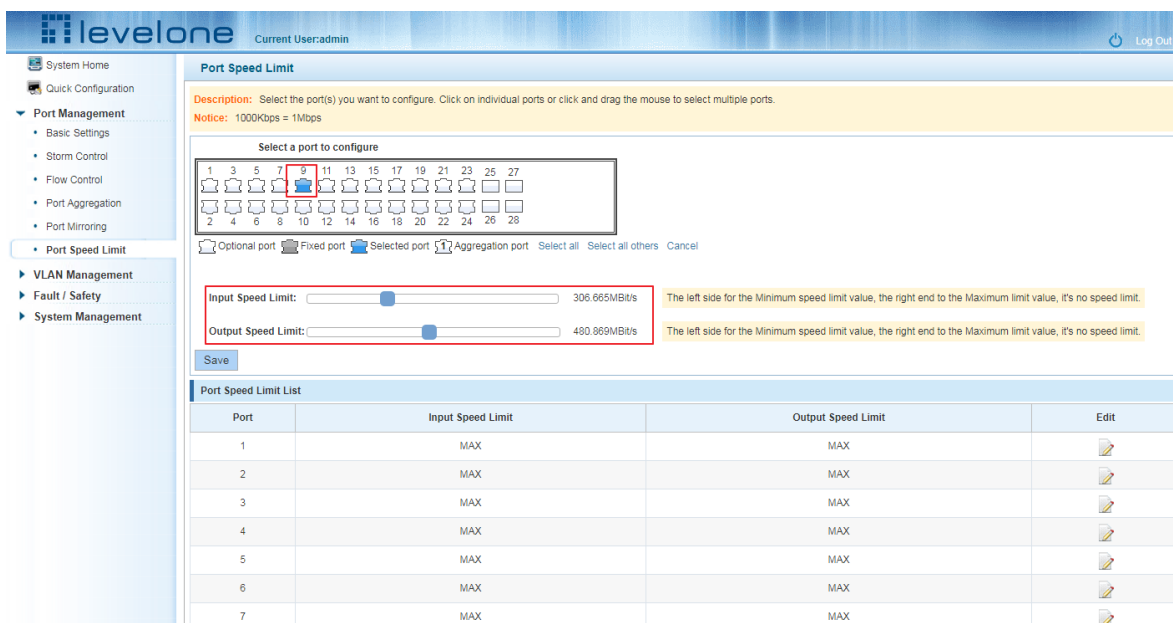 levelone
Current User:admin
Log Out
System Home
Quick Configuration
Port Management
Basic Settings
Storm Control
Flow Control
Port Aggregation
Port Mirroring
Port Speed Limit
VLAN Management
Fault / Safety
System Management
Port Speed Limit
Description: Select the port(s) you want to configure. Click on individual ports or click and drag the mouse to select multiple ports.
Notice: 1000Kbps = 1Mbps
Select a port to configure
1 3 5 7 9 11 13 15 17 19 21 23 25 27
2 4 6 8 10 12 14 16 18 20 22 24 26 28
Optional port Fixed port Selected port 1 Aggregation port Select all Select all others Cancel
Input Speed Limit: 306.665MBit/s The left side for the Minimum speed limit value, the right end to the Maximum limit value, it's no speed limit.
Output Speed Limit: 480.869MBit/s The left side for the Minimum speed limit value, the right end to the Maximum limit value, it's no speed limit.
Save
Port Speed Limit List
Port Input Speed Limit Output Speed Limit Edit
1 MAX MAX
2 MAX MAX
3 MAX MAX
4 MAX MAX
5 MAX MAX
6 MAX MAX
7 MAX MAX